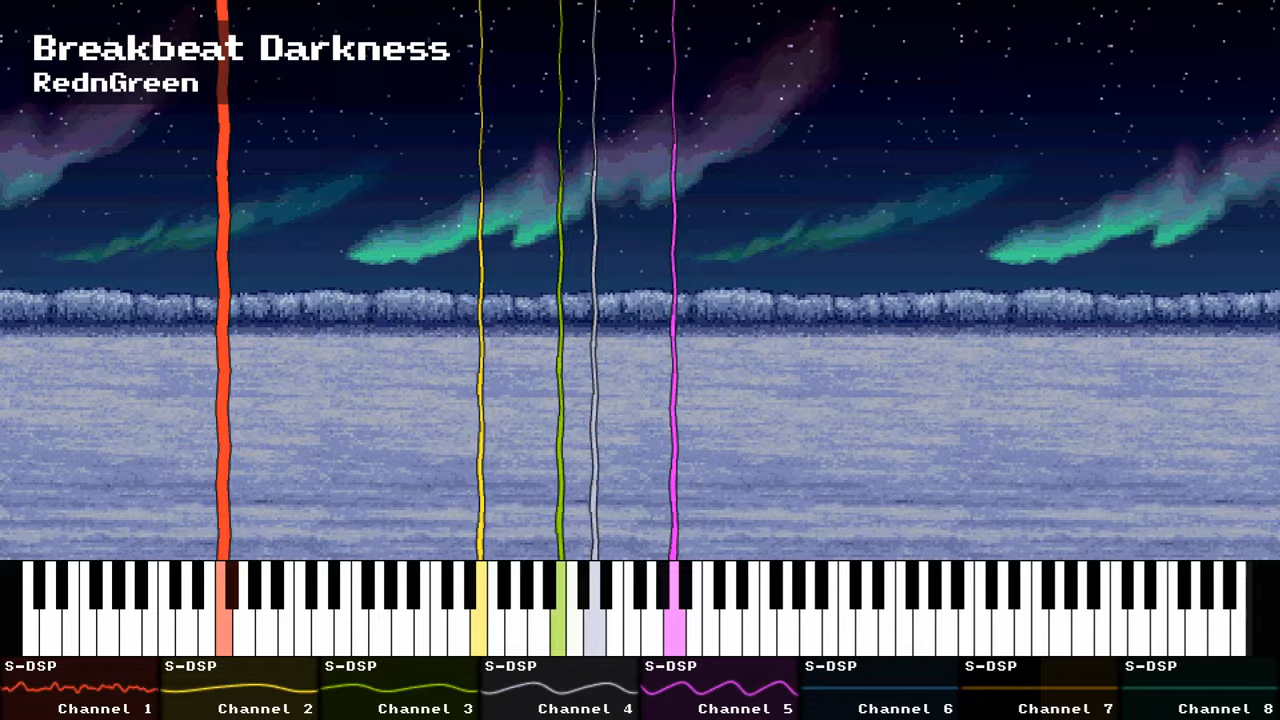 Breakbeat Darkness
RednGreen
S-DSP S-DSP S-DSP S-DSP S-DSP S-DSP S-DSP S-DSP
Channel 1 Channel 2 Channel 3 Channel 4 Channel 5 Channel 6 Channel 7 Channel 8